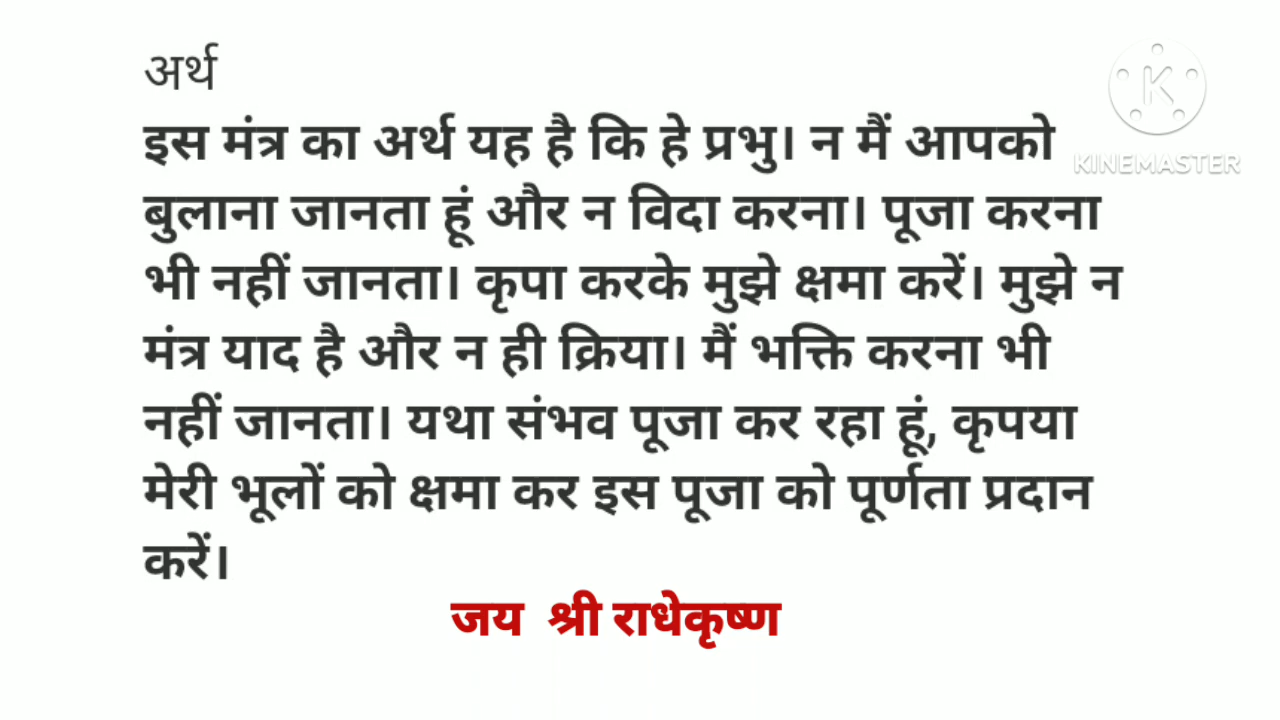 अर्थ
इस मंत्र का अर्थ यह है कि हे प्रभु। न मैं आपको
बुलाना जानता हूं और न विदा करना। पूजा करना
भी नहीं जानता। कृपा करके मुझे क्षमा करें। मुझे न
मंत्र याद है और न ही क्रिया। मैं भक्ति करना भी
नहीं जानता। यथा संभव पूजा कर रहा हूं, कृपया
मेरी भूलों को क्षमा कर इस पूजा को पूर्णता प्रदान
करें।
जय श्री राधेकृष्ण
K
KINEMASTER